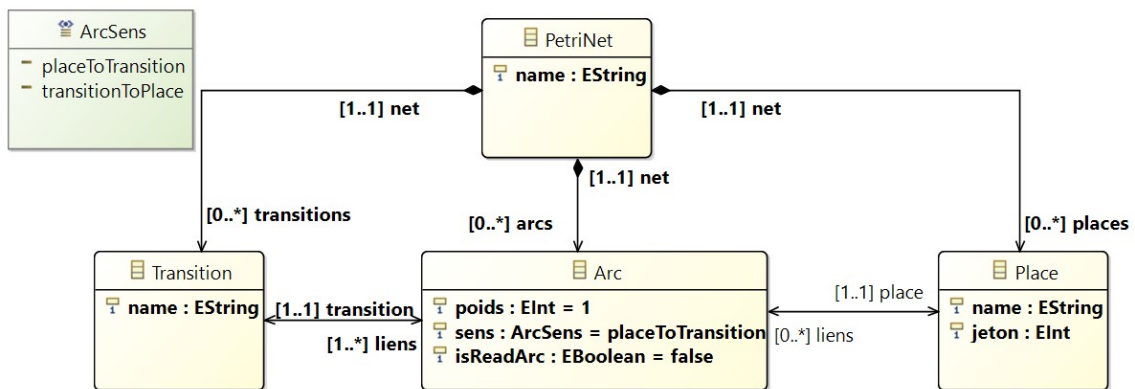 ArcSens
placeToTransition
transitionToPlace
PetriNet
name : EString
[1..1] net
[1..1] net
[1..1] net
[0..*] transitions
[0..*] arcs
[0..*] places
Transition
name : EString
[1..1] transition
[1..*] liens
Arc
poids : EInt = 1
sens : ArcSens = placeToTransition
isReadArc : EBoolean = false
[1..1] place
[0..*] liens
Place
name : EString
jeton : EInt